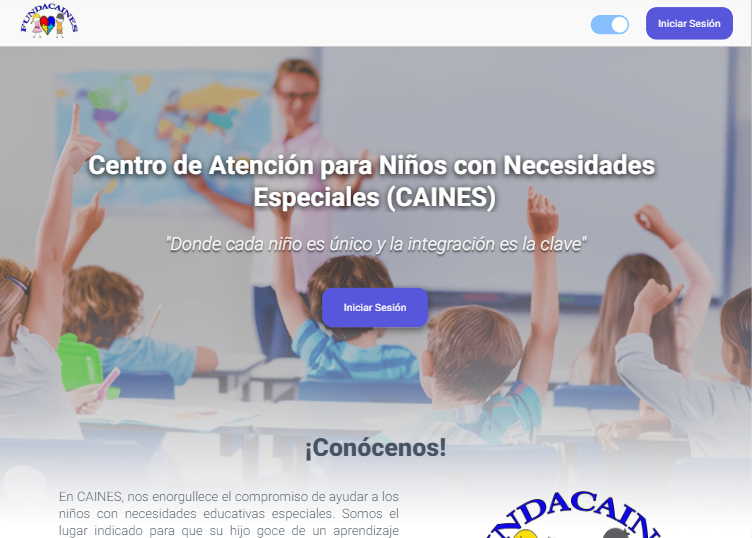 FUNDACAINES
Iniciar Sesión
Centro de Atención para Niños con Necesidades
Especiales (CAINES)
"Donde cada niño es único y la integración es la clave"
Iniciar Sesión
¡Conócenos!
En CAINES, nos enorgullece el compromiso de ayudar a los
niños con necesidades educativas especiales. Somos el
lugar indicado para que su hijo goce de un aprendizaje
FUNDACAINES